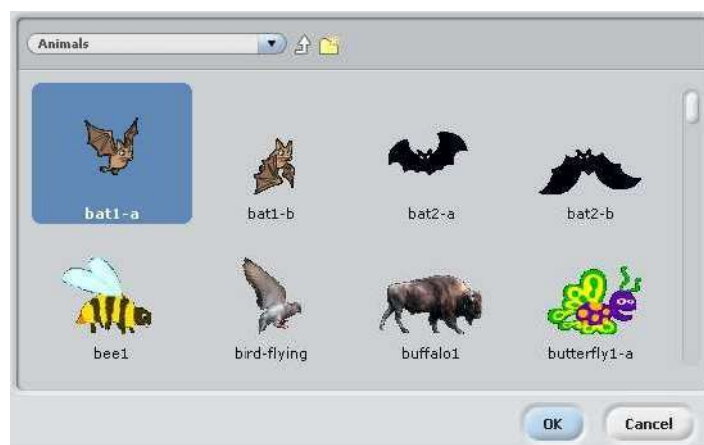 Animals
bat1-a bat1-b bat2-a bat2-b
bee1 bird-flying buffalo1 butterfly1-a
OK Cancel